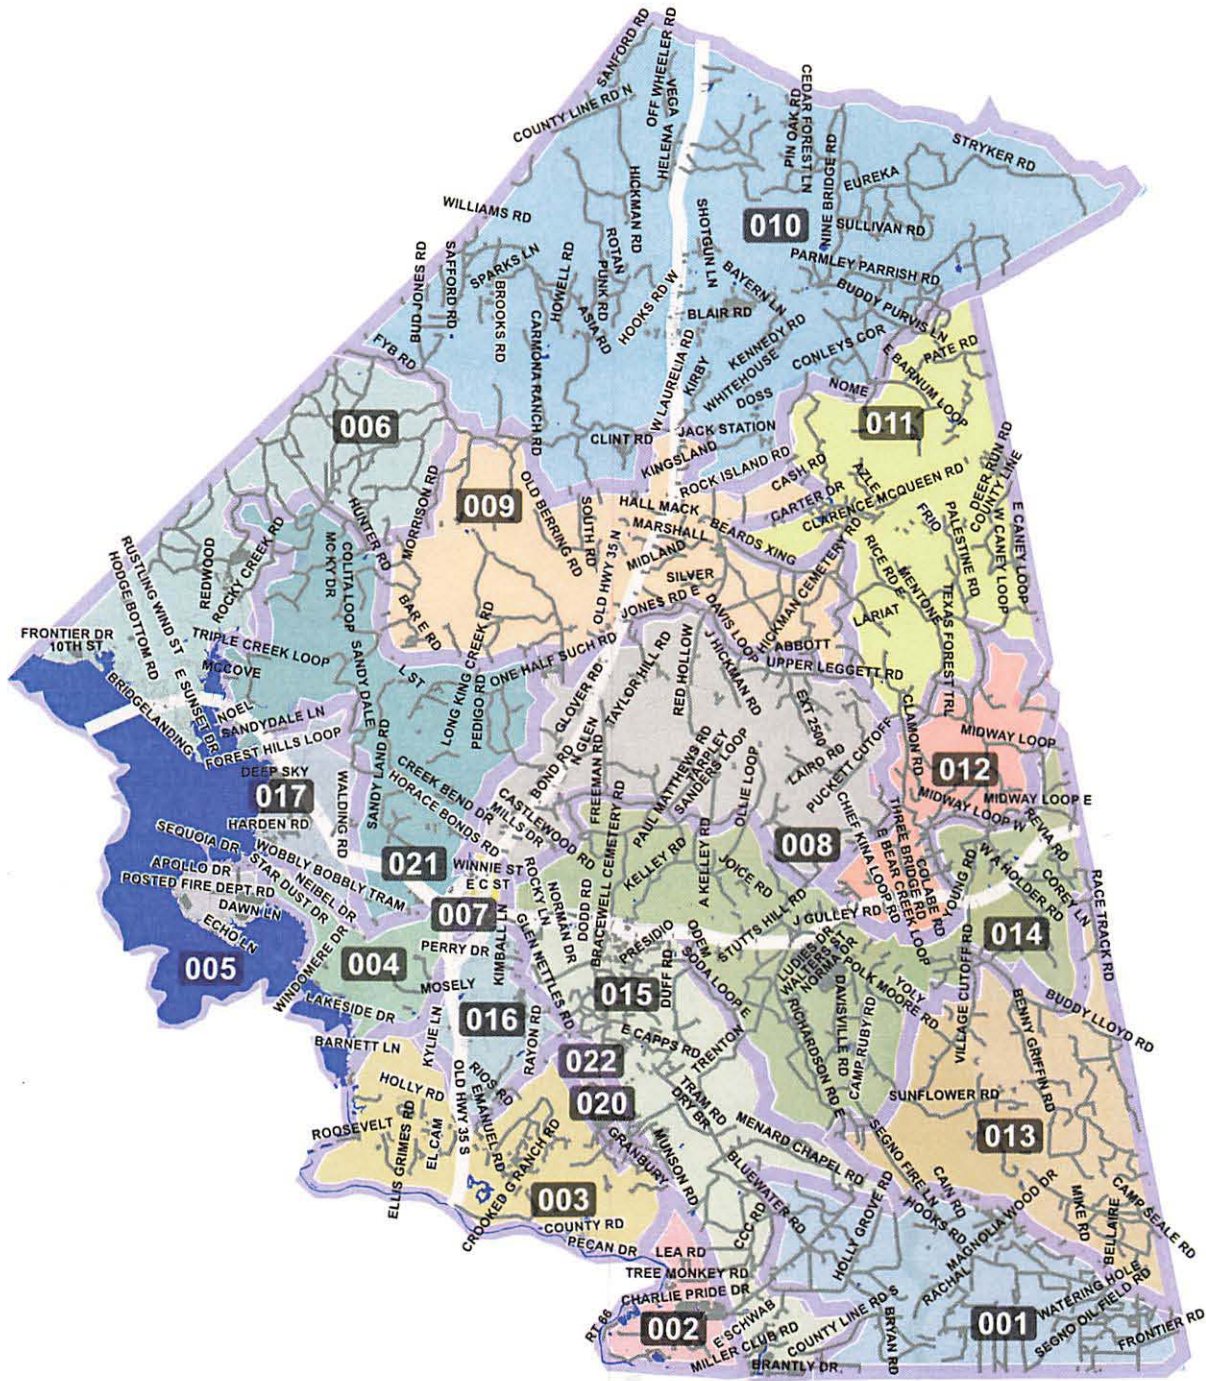 SANFORD RD
OFF WHEELER RD
VEGA
HELENA
COUNTY LINE RD N
CEDAR FOREST LN
PIN OAK RD
NINE BRIDGE RD
STRYKER RD
EUREKA
HICKMAN RD
WILLIAMS RD
010
SULLIVAN RD
SHOTGUN LN
ROTAN
BUD JONES RD
SAFFORD RD
SPARKS LN
HOWELL RD
PUNK RD
PARMLEY PARRISH RD
BROOKS RD
ASIA RD
HOOKS RD W
BAYERN LN
BUDDY PURVIS LN
BLAIR RD
CARMONA RANCH RD
KENNEDY RD
CONLEYS COR
FYB RD
W LAURELIA RD
KIRBY
WHITEHOUSE
E BARNUM LOOP
PATE RD
DOSS
NOME
006
CLINT RD
JACK STATION
011
KINGSLAND
ROCK ISLAND RD
CASH RD
AZLE
DEER RUN RD
COUNTY LINE
MORRISON RD
009
OLD BERRING RD
SOUTH RD
HALL MACK
CARTER DR
CLARENCE MCQUEEN RD
HUNTER RD
MARSHALL
BEARDS XING
FRIO
PALESTINE RD
W CANEY LOOP
E CANEY LOOP
REDWOOD
ROCKY CREEK RD
RUSTLING WIND ST
HODGE BOTTOM RD
MC KY DR
COLITA LOOP
OLD HWY 35 N
MIDLAND
HICKMAN CEMETERY RD
RICE RD E
MENTONE
SILVER
BAR E RD
JONES RD E
DAVIS LOOP
LARIAT
TEXAS FOREST TRL
FRONTIER DR
10TH ST
TRIPLE CREEK LOOP
MCCOVE
ABBOTT
ONE HALF SUCH RD
L ST
UPPER LEGGETT RD
BRIDGELANDING
E SUNSET DR
NOEL
SANDY DALE
LONG KING CREEK RD
PEDIGO RD
GLOVER RD
TAYLOR HILL RD
RED HOLLOW
J HICKMAN RD
EXT 2500
CLAMON RD
SANDYDALE LN
FOREST HILLS LOOP
N GLEN
BOND RD
LAIRD RD
PUCKETT CUTOFF
MIDWAY LOOP
012
DEEP SKY
017
WALDING RD
SANDY LAND RD
CREEK BEND DR
HORACE BONDS RD
FREEMAN RD
PAUL MATTHEWS RD
TARPLEY
SANDERS LOOP
OLLIE LOOP
MIDWAY LOOP E
MIDWAY LOOP W
HARDEN RD
CASTLEWOOD RD
MILLS DR
CHIEF KINA LOOP RD
THREE BRIDGE RD
REVIA RD
SEQUOIA DR
WOBBLY BOBBLY TRAM
021
WINNIE ST
KELLEY RD
008
E BEAR CREEK LOOP
COLABE RD
YOUNG RD
W A HOLDER RD
COREY LN
APOLLO DR
STAR DUST DR
NEIBEL DR
E C ST
ROCKY LN
A KELLEY RD
JOICE RD
POSTED FIRE DEPT RD
DAWN LN
007
NORMAN DR
DODD RD
BRACEWELL CEMETERY RD
J GULLEY RD
RACE TRACK RD
ECHO LN
KIMBALL LN
STUTTS HILL RD
014
PERRY DR
GLEN NETTLES RD
PRESIDIO
ODEM
LUDIES DR
WALTERS ST
NORMA DR
005
WINDOMERE DR
004
DUFF RD
SODA LOOP E
POLK MOORE RD
YOLY
VILLAGE CUTOFF RD
MOSELY
015
RICHARDSON RD E
DAVISVILLE RD
CAMP RUBY RD
BENNY GRIFFIN RD
BUDDY LLOYD RD
LAKESIDE DR
016
KYLIE LN
RAYON RD
E CAPPS RD
TRENTON
BARNETT LN
022
RIOS RD
HOLLY RD
OLD HWY 35 S
EMANUEL RD
020
TRAM RD
DRY BR
SUNFLOWER RD
ROOSEVELT
ELLIS GRIMES RD
EL CAM
GRANBURY
MUNSON RD
MENARD CHAPEL RD
SEGNO FIRE LN
013
CROOKED G RANCH RD
BLUEWATER RD
CAIN RD
003
COUNTY RD
HOOKS RD
MAGNOLIA WOOD DR
MIKE RD
BELLAIRE
CAMP SEALE RD
PECAN DR
CCC RD
HOLLY GROVE RD
LEA RD
TREE MONKEY RD
RACHAL
WATERING HOLE
CHARLIE PRIDE DR
RT 66
E SCHWAB
COUNTY LINE RD S
SEGNO OIL FIELD RD
002
001
BRYAN RD
FRONTIER RD
MILLER CLUB RD
BRANTLY DR